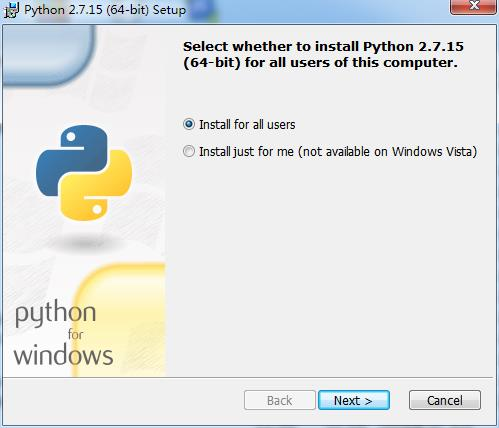 Python 2.7.15 (64-bit) Setup
Select whether to install Python 2.7.15
(64-bit) for all users of this computer.
Install for all users
Install just for me (not available on Windows Vista)
python
for
windows
Back
Next >
Cancel